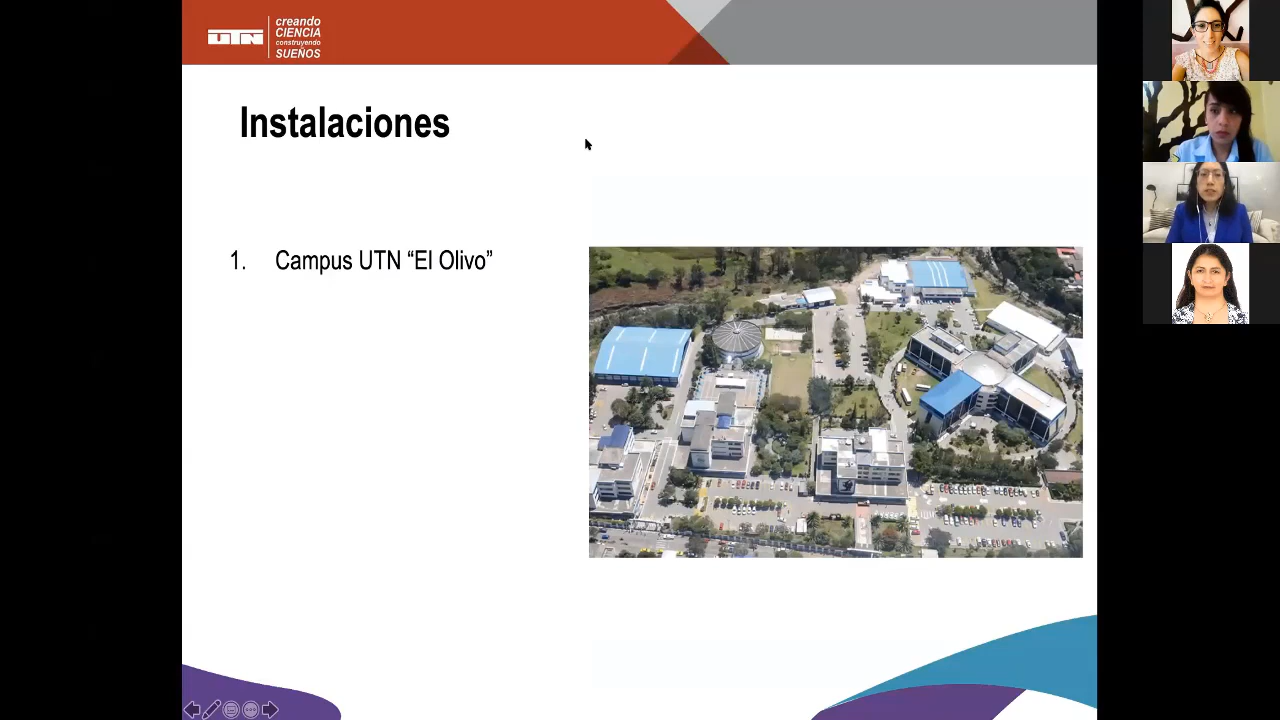 UTN
creando
CIENCIA
construyendo
SUEÑOS
Instalaciones
1. Campus UTN “El Olivo”